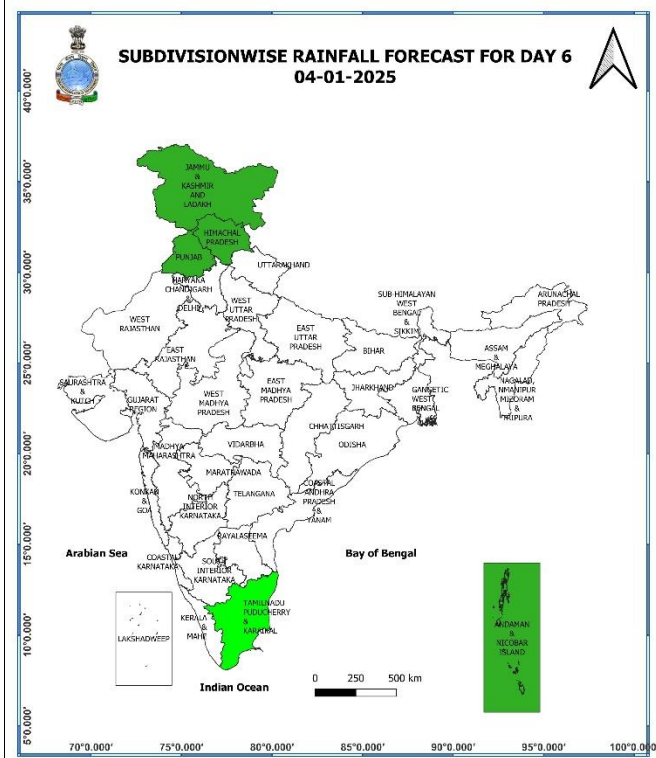 SUBDIVISIONWISE RAINFALL FORECAST FOR DAY 6
04-01-2025
40°0.000'
35°0.000'
30°0.000'
25°0.000'
20°0.000'
15°0.000'
10°0.000'
5°0.000'
JAMMU
&
KASHMIR
AND
LADAKH
HIMACHAL
PRADESH
PUNJAB
UTTARAKHAND
CHANDIGARH
&
DELHI
WEST
RAJASTHAN
WEST
UTTAR
PRADESH
SUB-HIMALAYAN
WEST
BENGAL
&
SIKKIM
ARUNACHAL
PRADESH
EAST
UTTAR
PRADESH
EAST
RAJASTHAN
BIHAR
ASSAM
&
MEGHALAYA
SAURASHTRA
&
KUTCH
GUJARAT
REGION
WEST
MADHYA
PRADESH
EAST
MADHYA
PRADESH
JHARKHAND
GANGETIC
WEST
BENGAL
MIZORAM
&
TRIPURA
CHHATTISGARH
ODISHA
VIDARBHA
MADHYA
MAHARASHTRA
MARATHWADA
TELANGANA
KONKAN
&
GOA
NORTH
INTERIOR
KARNATAKA
COASTAL
ANDHRA
PRADESH
&
YANAM
RAYALASEEMA
Arabian Sea
Bay of Bengal
COASTAL
KARNATAKA
INTERIOR
KARNATAKA
TAMILNADU
PUDUCHERRY
&
KARAIKAL
KERALA
&
MAHE
LAKSHADWEEP
ANDAMAN
&
NICOBAR
ISLAND
Indian Ocean
0 250 500 km
70°0.000' 75°0.000' 80°0.000' 85°0.000' 90°0.000' 95°0.000' 100°0.000'